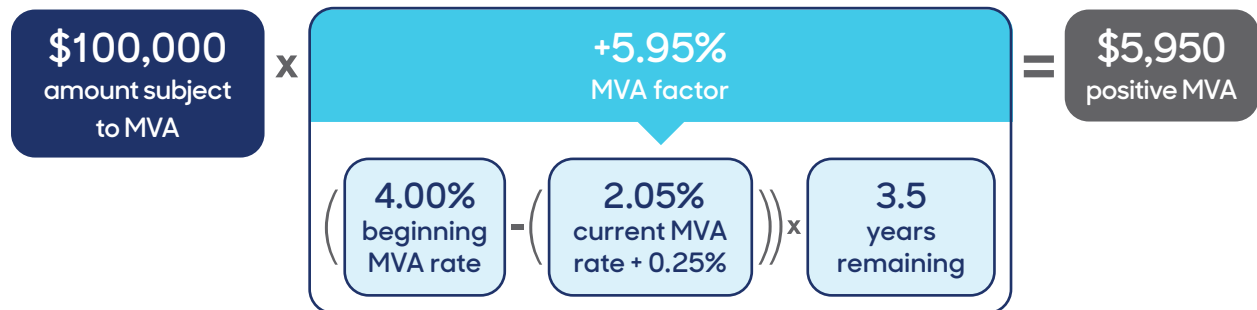 $100,000
amount subject
to MVA
x
+5.95%
MVA factor
=
$5,950
positive MVA
(
4.00%
beginning
MVA rate
-
(
2.05%
current MVA
rate + 0.25%
))
x
3.5
years
remaining